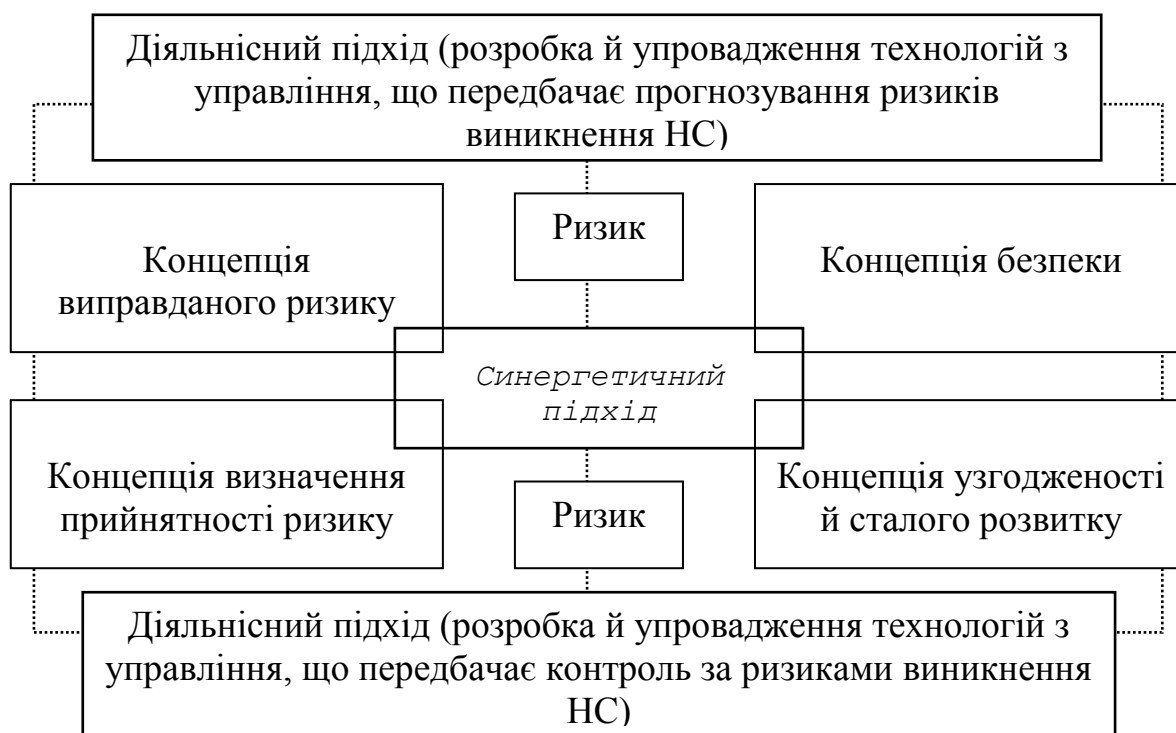 Діяльнісний підхід (розробка й упровадження технологій з
управління, що передбачає прогнозування ризиків
виникнення НС)
Концепція
виправданого ризику
Ризик
Концепція безпеки
Синергетичний
підхід
Концепція визначення
прийнятності ризику
Ризик
Концепція узгодженості
й сталого розвитку
Діяльнісний підхід (розробка й упровадження технологій з
управління, що передбачає контроль за ризиками виникнення
НС)